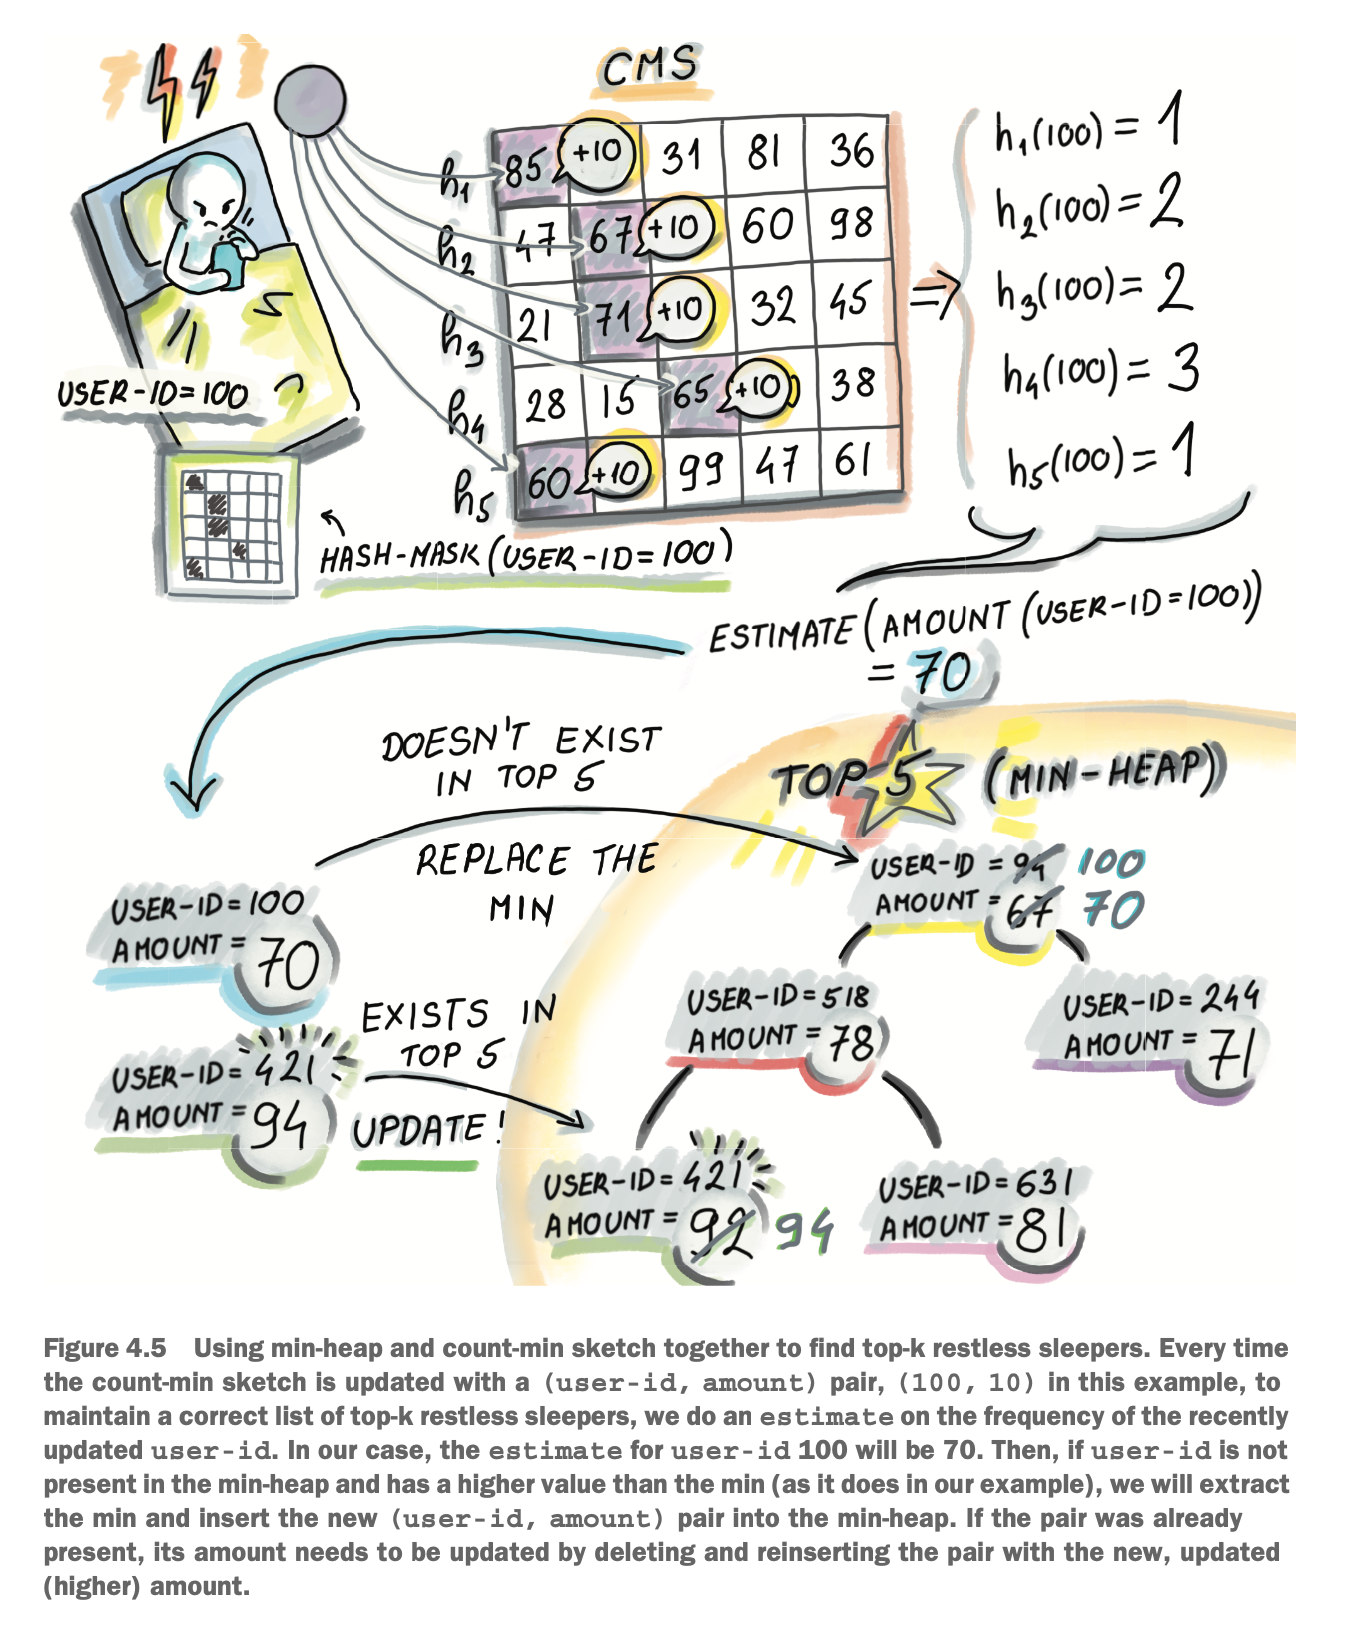 CMS
h1
85
+10
31
81
36
h2
47
67
+10
60
98
h3
21
71
+10
32
45
h4
28
15
65
+10
38
h5
60
+10
99
47
61
h1(100) = 1
h2(100) = 2
h3(100) = 2
h4(100) = 3
h5(100) = 1
USER-ID=100
HASH-MASK (USER-ID=100)
ESTIMATE (AMOUNT (USER-ID=100))
= 70
DOESN'T EXIST
IN TOP 5
REPLACE THE
MIN
TOP 5 (MIN-HEAP)
USER-ID = 94 100
AMOUNT = 67 70
USER-ID=100
AMOUNT = 70
USER-ID=518
AMOUNT = 78
USER-ID=244
AMOUNT = 71
EXISTS IN
TOP 5
UPDATE!
USER-ID=421
AMOUNT = 94
USER-ID=421
AMOUNT = 92 94
USER-ID=631
AMOUNT = 81
Figure 4.5 Using min-heap and count-min sketch together to find top-k restless sleepers. Every time
the count-min sketch is updated with a (user-id, amount) pair, (100, 10) in this example, to
maintain a correct list of top-k restless sleepers, we do an estimate on the frequency of the recently
updated user-id. In our case, the estimate for user-id 100 will be 70. Then, if user-id is not
present in the min-heap and has a higher value than the min (as it does in our example), we will extract
the min and insert the new (user-id, amount) pair into the min-heap. If the pair was already
present, its amount needs to be updated by deleting and reinserting the pair with the new, updated
(higher) amount.